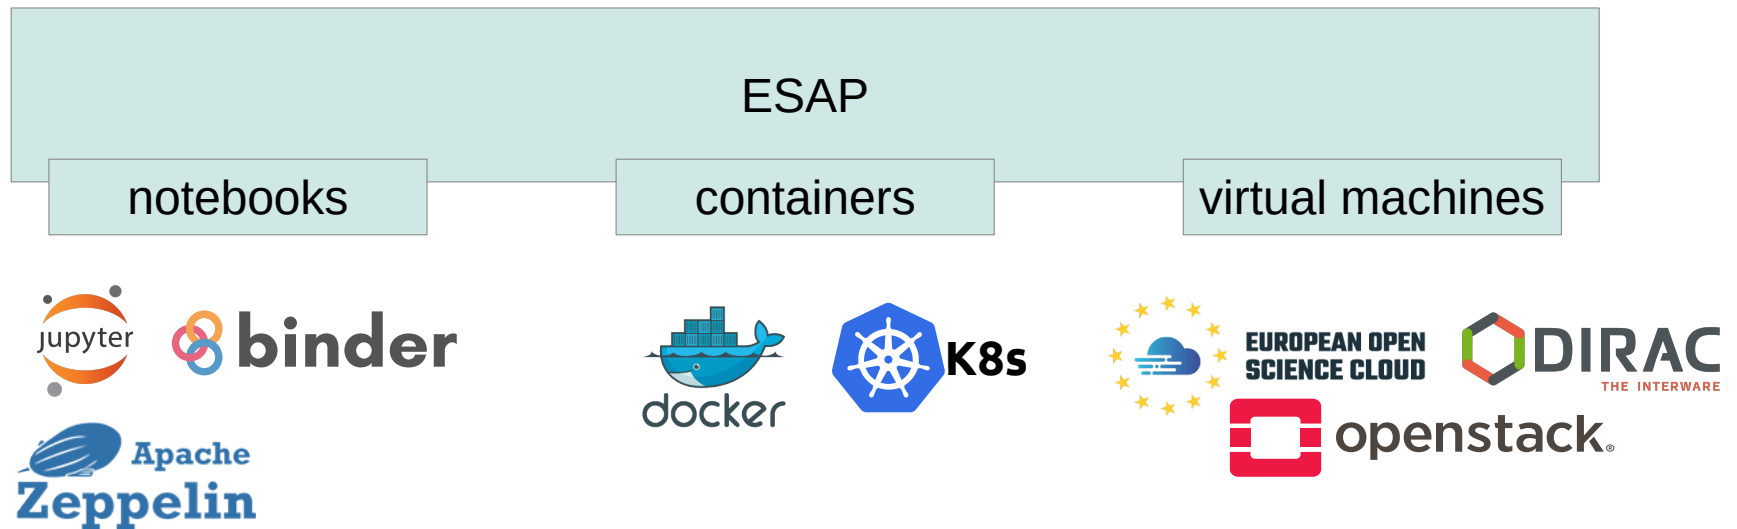 ESAP
notebooks
containers
virtual machines
jupyter
binder
docker
K8s
EUROPEAN OPEN
SCIENCE CLOUD
DIRAC
THE INTERWARE
openstack®
Apache
Zeppelin